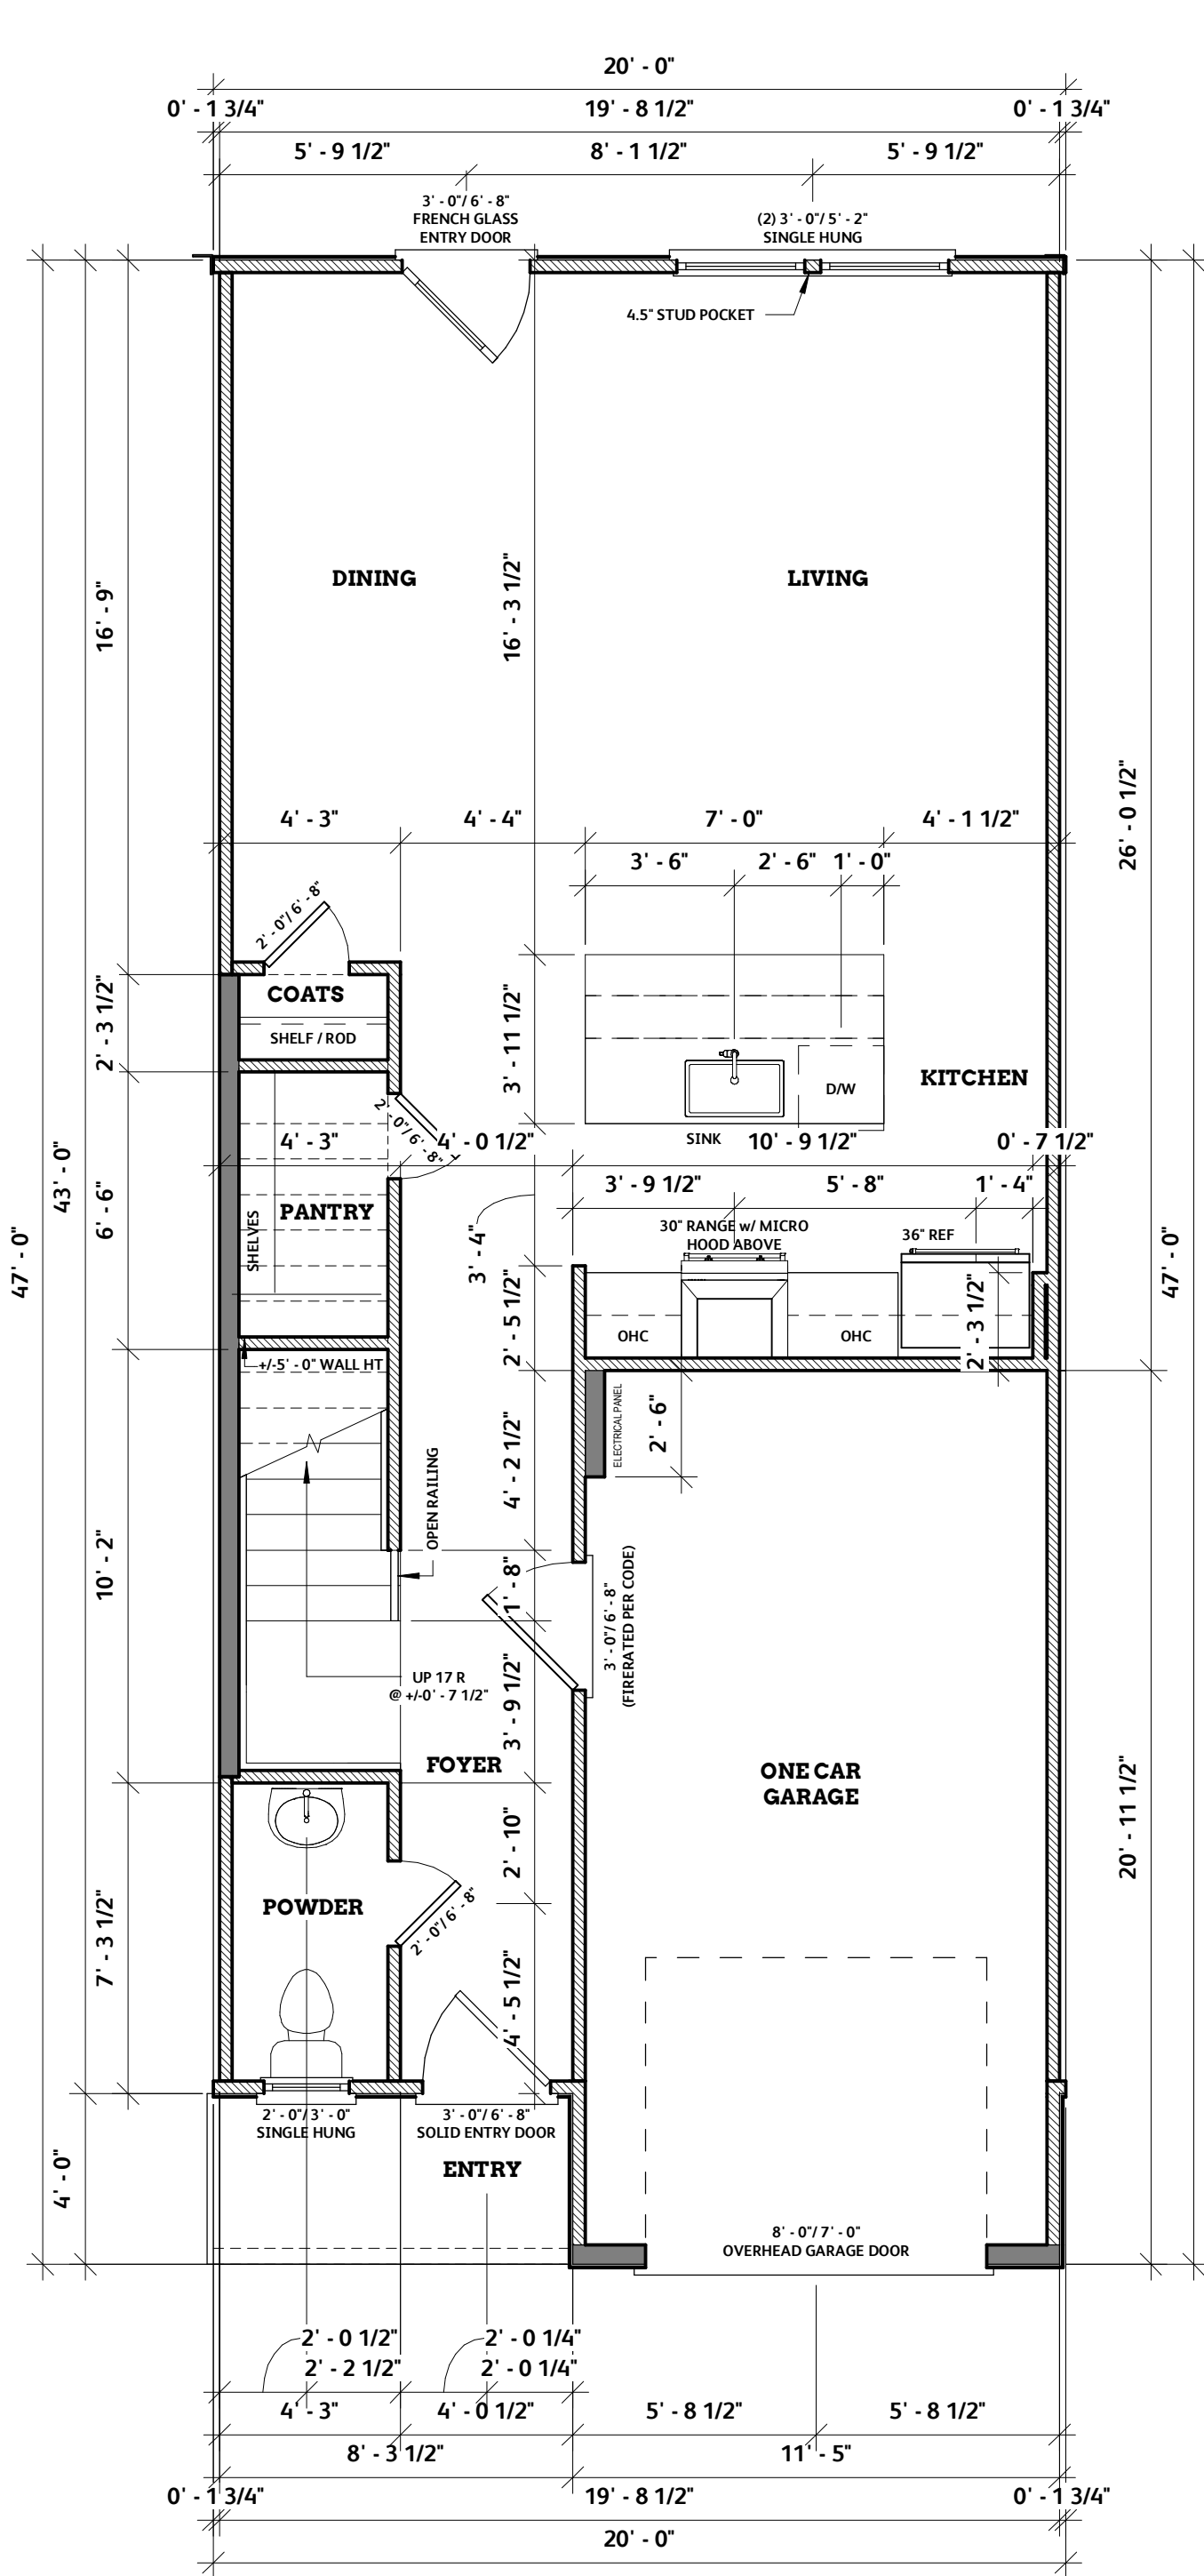 20' - 0"
0' - 1 3/4"
19' - 8 1/2"
0' - 1 3/4"
5' - 9 1/2"
8' - 1 1/2"
5' - 9 1/2"
3' - 0"/ 6' - 8"
FRENCH GLASS
ENTRY DOOR
(2) 3' - 0"/ 5' - 2"
SINGLE HUNG
4.5" STUD POCKET
DINING
LIVING
16' - 9"
16' - 3 1/2"
26' - 0 1/2"
4' - 3"
4' - 4"
7' - 0"
4' - 1 1/2"
3' - 6"
2' - 6"
1' - 0"
2' - 0"/ 6' - 8"
COATS
SHELF / ROD
2' - 3 1/2"
3' - 11 1/2"
KITCHEN
D/W
SINK
2' - 0"/ 6' - 8"
4' - 3"
4' - 0 1/2"
10' - 9 1/2"
0' - 7 1/2"
43' - 0"
47' - 0"
6' - 6"
3' - 9 1/2"
5' - 8"
1' - 4"
PANTRY
SHELVES
3' - 4"
30" RANGE w/ MICRO
HOOD ABOVE
36" REF
47' - 0"
2' - 5 1/2"
OHC
OHC
2' - 3 1/2"
+/-5' - 0" WALL HT
ELECTRICAL PANEL
2' - 6"
4' - 2 1/2"
OPEN RAILING
10' - 2"
1' - 8"
3' - 0"/ 6' - 8"
(FIRERATED PER CODE)
UP 17 R
@ +/-0' - 7 1/2"
3' - 9 1/2"
FOYER
ONE CAR
GARAGE
20' - 11 1/2"
2' - 10"
POWDER
2' - 0"/ 6' - 8"
7' - 3 1/2"
4' - 5 1/2"
2' - 0"/ 3' - 0"
SINGLE HUNG
3' - 0"/ 6' - 8"
SOLID ENTRY DOOR
ENTRY
4' - 0"
8' - 0"/ 7' - 0"
OVERHEAD GARAGE DOOR
2' - 0 1/2"
2' - 0 1/4"
2' - 2 1/2"
2' - 0 1/4"
4' - 3"
4' - 0 1/2"
5' - 8 1/2"
5' - 8 1/2"
8' - 3 1/2"
11' - 5"
0' - 1 3/4"
19' - 8 1/2"
0' - 1 3/4"
20' - 0"